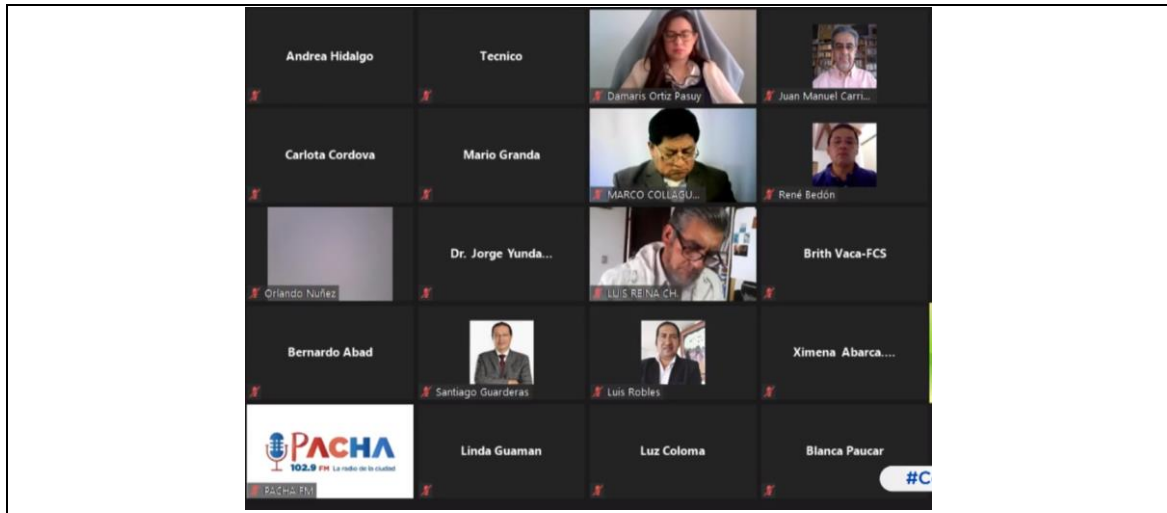 Andrea Hidalgo
Tecnico
Damaris Ortiz Pasuy
Juan Manuel Carri...
Carlota Cordova
Mario Granda
MARCO COLLAGU...
René Bedón
Orlando Nuñez
Dr. Jorge Yunda...
LUIS REINA CH.
Brith Vaca-FCS
Bernardo Abad
Santiago Guarderas
Luis Robles
Ximena Abarca....
PACHA
102.9 FM La radio de la ciudad
PACHA FM
Linda Guaman
Luz Coloma
Blanca Paucar
#C